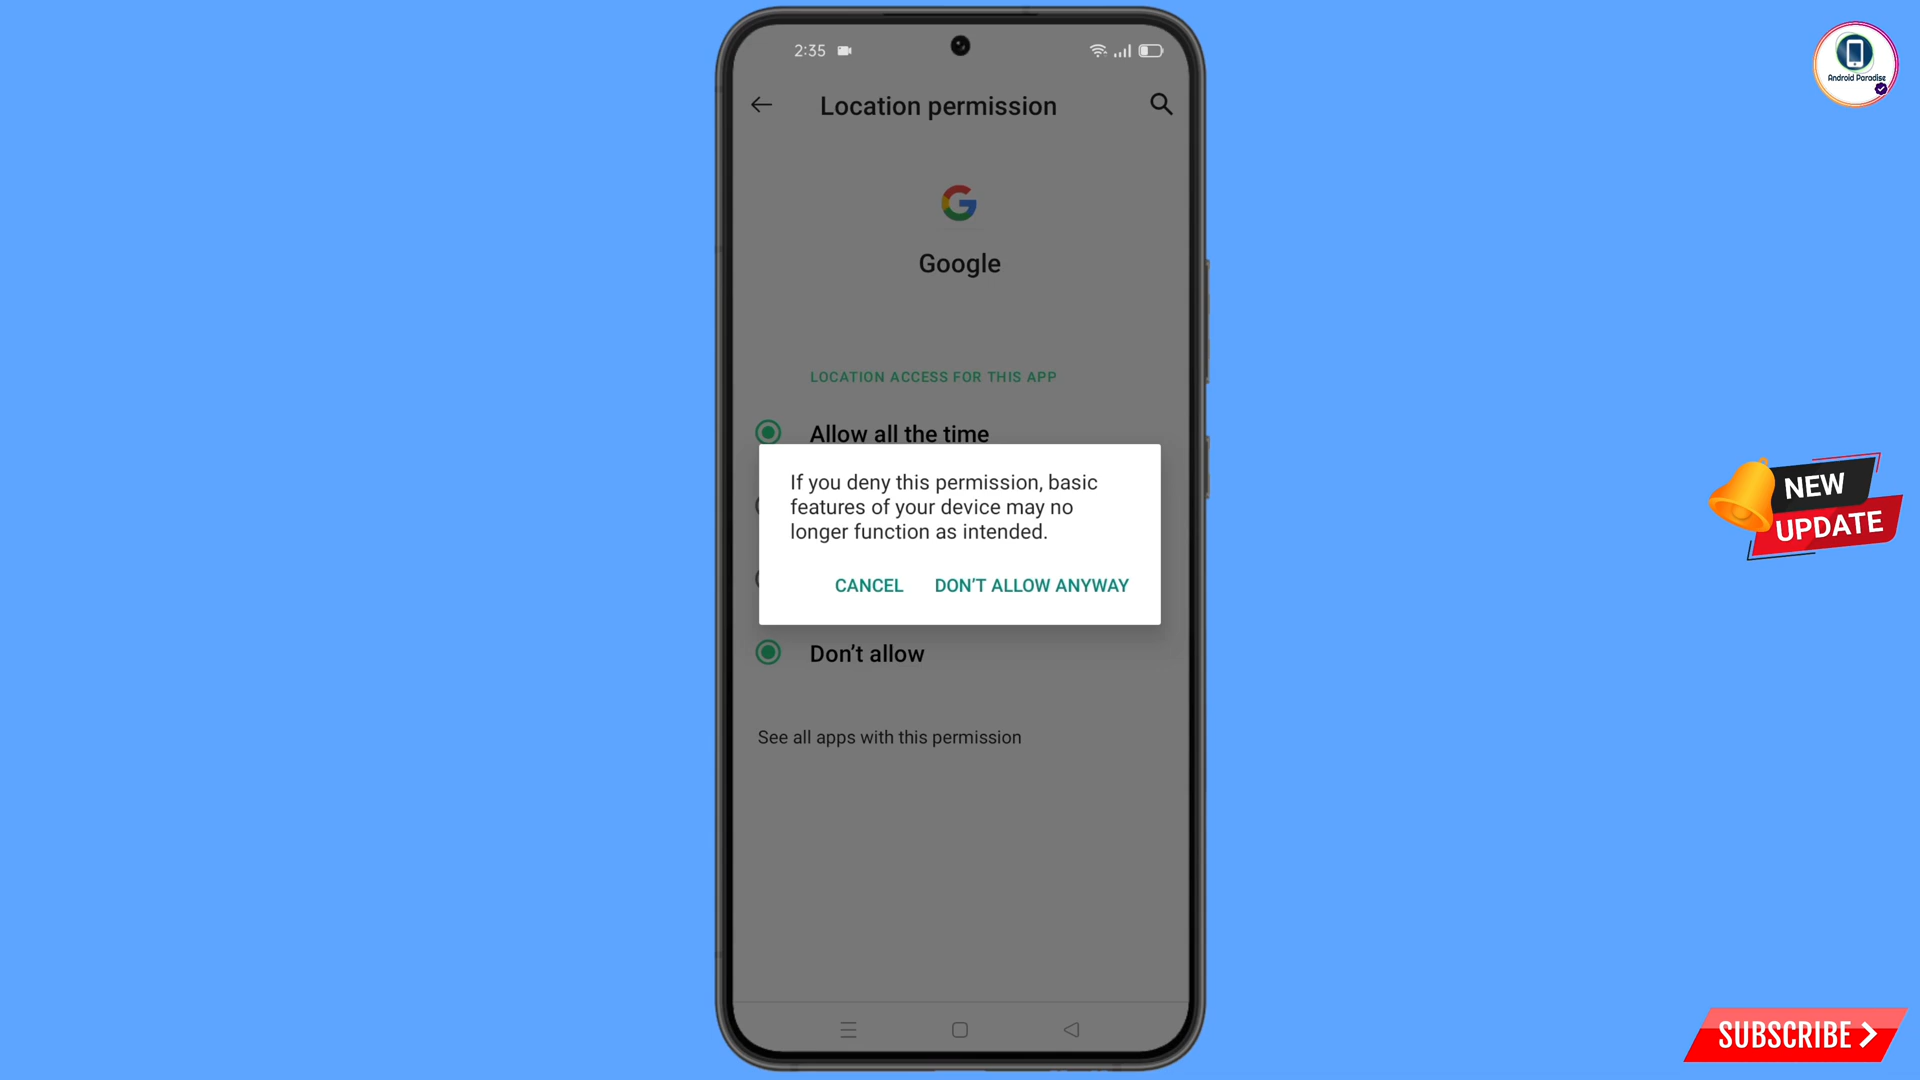 2:35
Android Paradise
Location permission
Google
LOCATION ACCESS FOR THIS APP
Allow all the time
If you deny this permission, basic
features of your device may no
longer function as intended.
CANCEL DON’T ALLOW ANYWAY
NEW
UPDATE
Don’t allow
See all apps with this permission
SUBSCRIBE